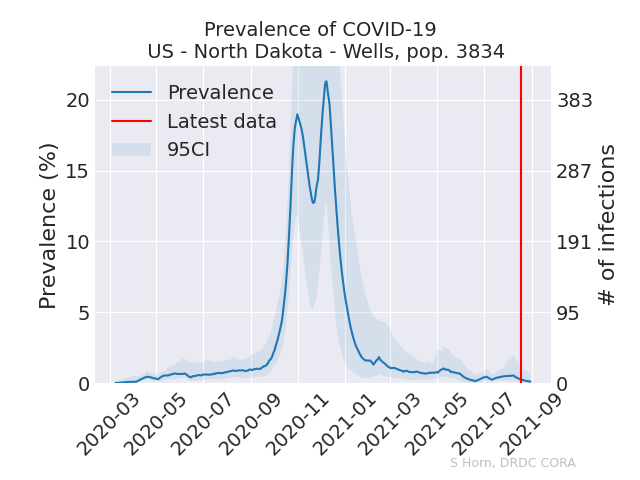 Prevalence of COVID-19
US - North Dakota - Wells, pop. 3834
Prevalence
Latest data
95CI
Prevalence (%)
20
15
10
5
0
383
287
191
95
0
# of infections
2020-03
2020-05
2020-07
2020-09
2020-11
2021-01
2021-03
2021-05
2021-07
2021-09
S Horn, DRDC CORA